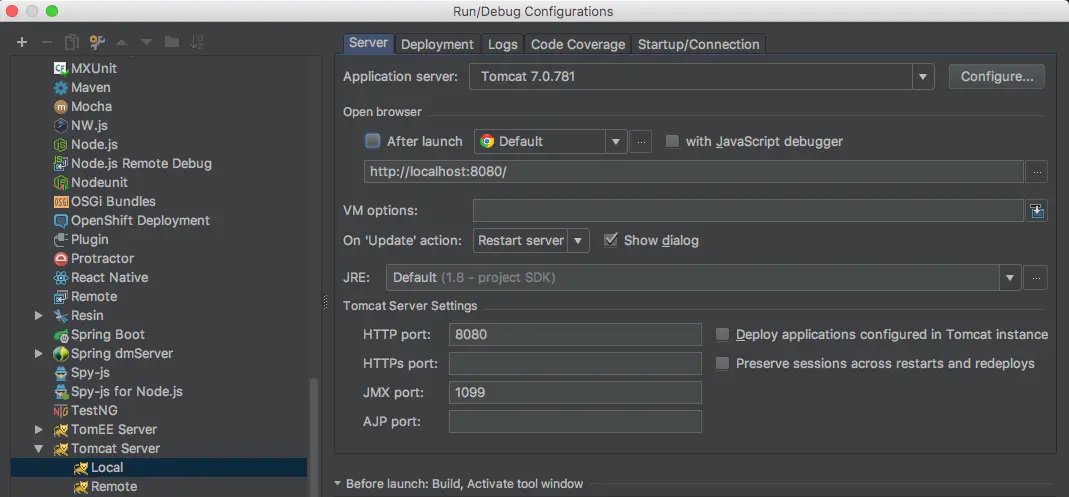 Run/Debug Configurations
MXUnit
Maven
Mocha
NW.js
Node.js
Node.js Remote Debug
Nodeunit
OSGi Bundles
OpenShift Deployment
Plugin
Protractor
React Native
Remote
Resin
Spring Boot
Spring dmServer
Spy-js
Spy-js for Node.js
TestNG
TomEE Server
Tomcat Server
Local
Remote
Server Deployment Logs Code Coverage Startup/Connection
Application server: Tomcat 7.0.781 Configure...
Open browser
After launch Default ... with JavaScript debugger
http://localhost:8080/ ...
VM options:
On 'Update' action: Restart server Show dialog
JRE: Default (1.8 - project SDK) ...
Tomcat Server Settings
HTTP port: 8080 Deploy applications configured in Tomcat instance
HTTPs port: Preserve sessions across restarts and redeploys
JMX port: 1099
AJP port:
Before launch: Build, Activate tool window